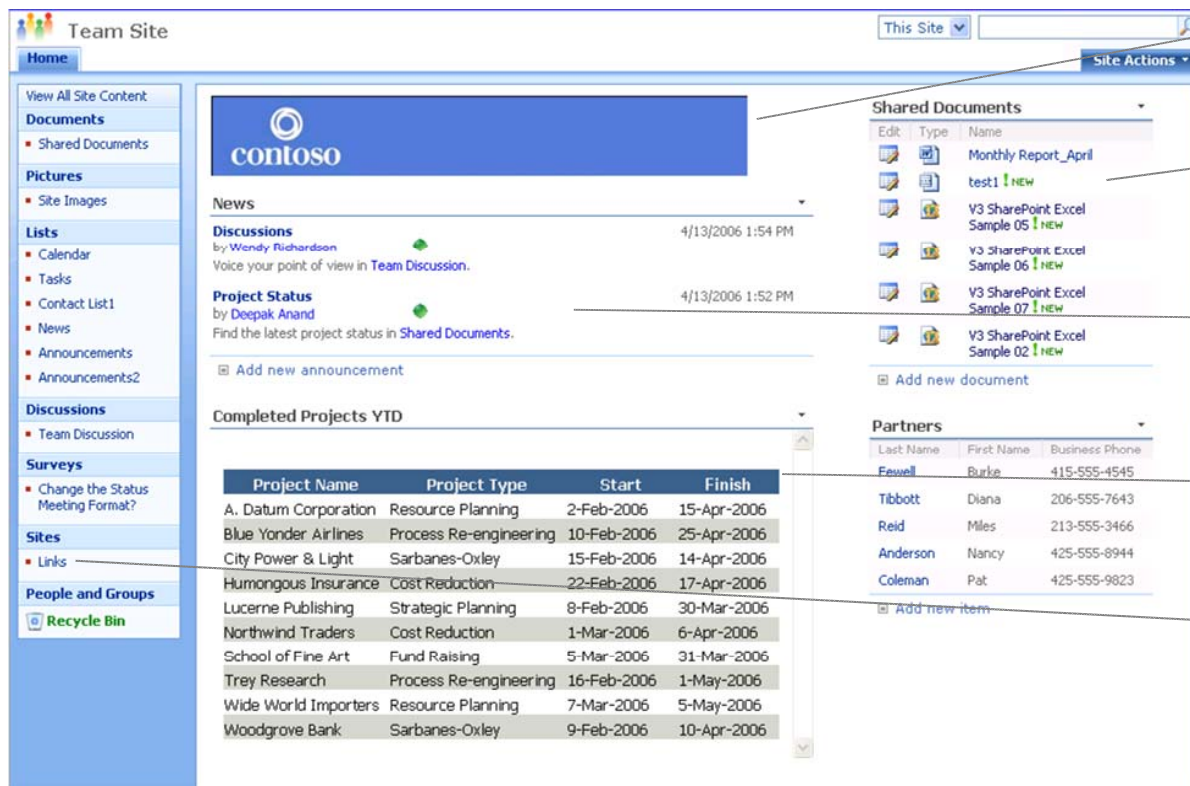 Team Site
This Site
Home
Site Actions
View All Site Content
Documents
Shared Documents
Pictures
Site Images
Lists
Calendar
Tasks
Contact List1
News
Announcements
Announcements2
Discussions
Team Discussion
Surveys
Change the Status
Meeting Format?
Sites
Links
People and Groups
Recycle Bin
contoso
News
Discussions 4/13/2006 1:54 PM
by Wendy Richardson
Voice your point of view in Team Discussion.
Project Status 4/13/2006 1:52 PM
by Deepak Anand
Find the latest project status in Shared Documents.
Add new announcement
Completed Projects YTD
Project Name Project Type Start Finish
A. Datum Corporation Resource Planning 2-Feb-2006 15-Apr-2006
Blue Yonder Airlines Process Re-engineering 10-Feb-2006 25-Apr-2006
City Power & Light Sarbanes-Oxley 15-Feb-2006 14-Apr-2006
Humongous Insurance Cost Reduction 22-Feb-2006 17-Apr-2006
Lucerne Publishing Strategic Planning 8-Feb-2006 30-Mar-2006
Northwind Traders Cost Reduction 1-Mar-2006 6-Apr-2006
School of Fine Art Fund Raising 5-Mar-2006 31-Mar-2006
Trey Research Process Re-engineering 16-Feb-2006 1-May-2006
Wide World Importers Resource Planning 7-Mar-2006 5-May-2006
Woodgrove Bank Sarbanes-Oxley 9-Feb-2006 10-Apr-2006
Shared Documents
Edit Type Name
Monthly Report_April
test1 ! NEW
V3 SharePoint Excel
Sample 05 ! NEW
V3 SharePoint Excel
Sample 06 ! NEW
V3 SharePoint Excel
Sample 07 ! NEW
V3 SharePoint Excel
Sample 02 ! NEW
Add new document
Partners
Last Name First Name Business Phone
Fewell Burke 415-555-4545
Tibbott Diana 206-555-7643
Reid Miles 213-555-3466
Anderson Nancy 425-555-8944
Coleman Pat 425-555-9823
Add new item